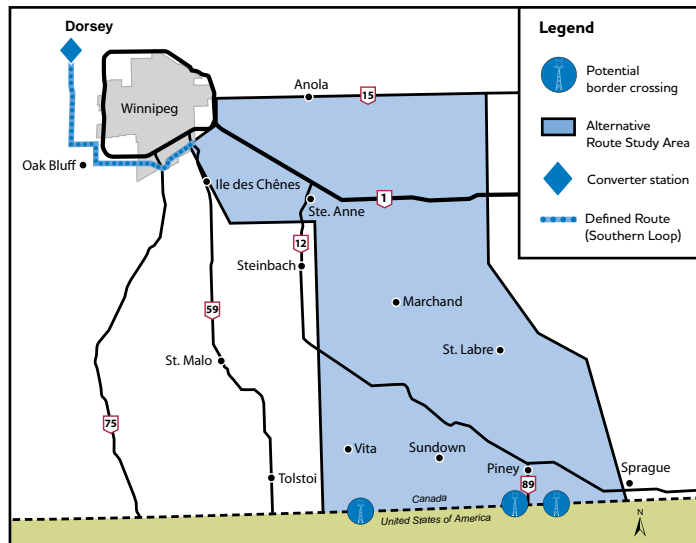 Dorsey
Winnipeg
Oak Bluff
Anola
15
Ile des Chênes
Ste. Anne
1
12
Steinbach
59
Marchand
St. Malo
St. Labre
75
Vita
Sundown
Tolstoi
Piney
Sprague
89
Canada
United States of America
N
Legend
Potential
border crossing
Alternative
Route Study Area
Converter station
Defined Route
(Southern Loop)